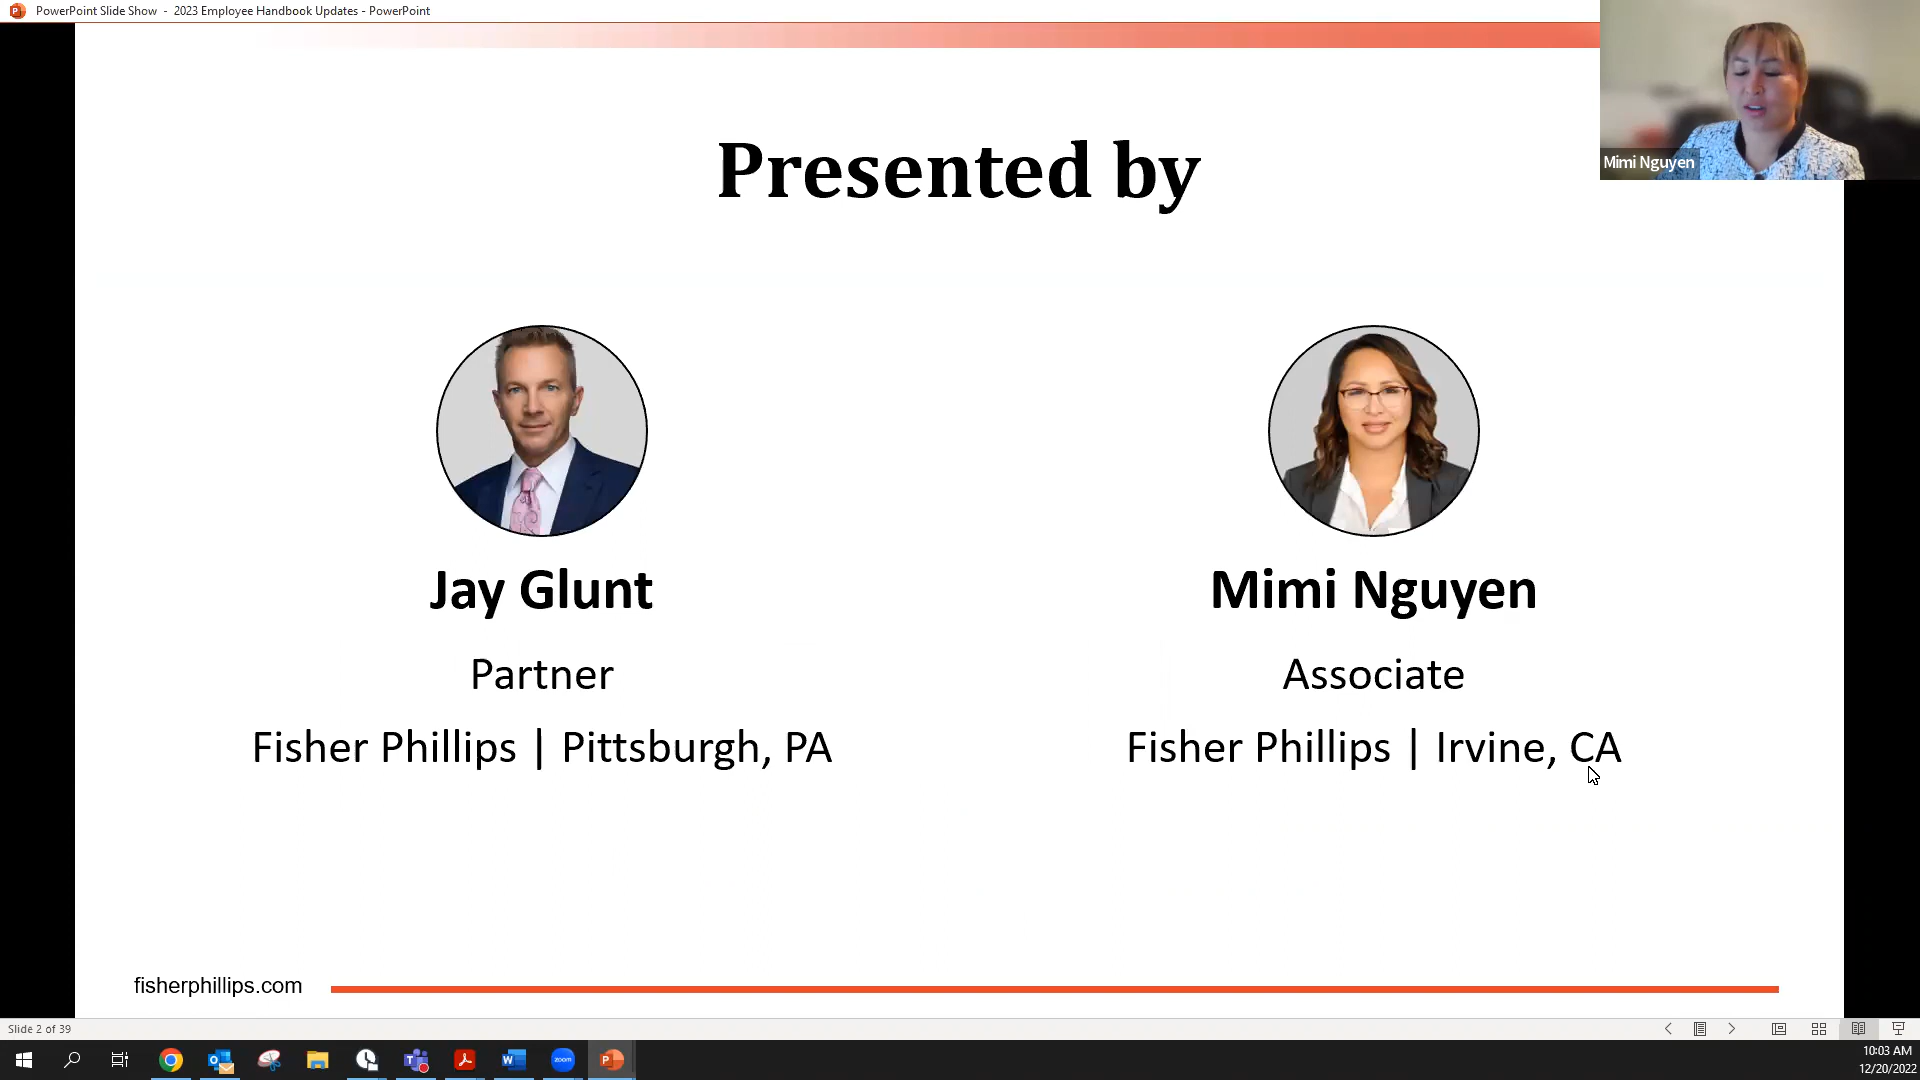 PowerPoint Slide Show - 2023 Employee Handbook Updates - PowerPoint
Mimi Nguyen
Presented by
Jay Glunt
Partner
Fisher Phillips | Pittsburgh, PA
Mimi Nguyen
Associate
Fisher Phillips | Irvine, CA
fisherphillips.com
Slide 2 of 39
zoom
10:03 AM
12/20/2022